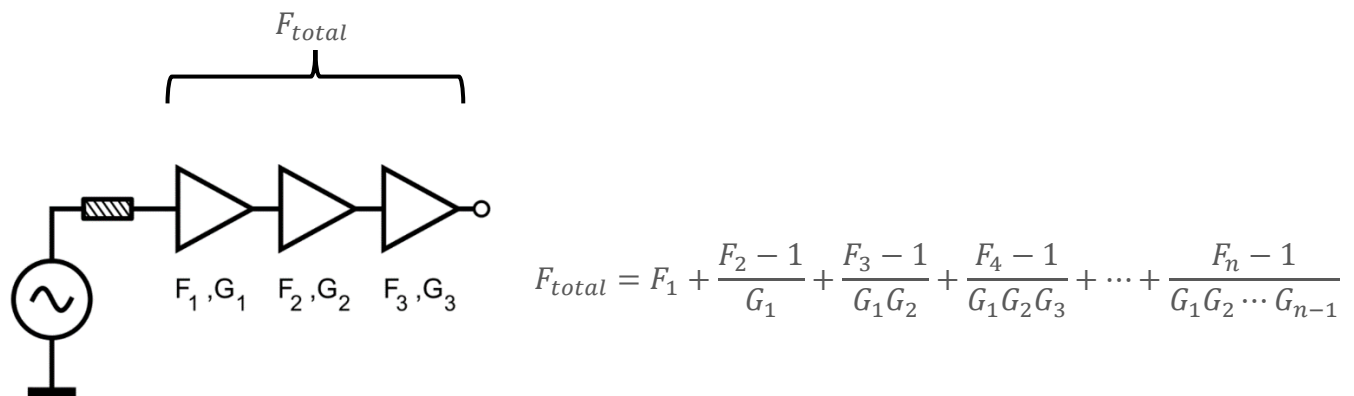 F_total
F_1 ,G_1 F_2 ,G_2 F_3 ,G_3
F_total = F_1 + (F_2 − 1)/G_1 + (F_3 − 1)/(G_1G_2) + (F_4 − 1)/(G_1G_2G_3) + ⋯ + (F_n − 1)/(G_1G_2 ⋯ G_{n−1})